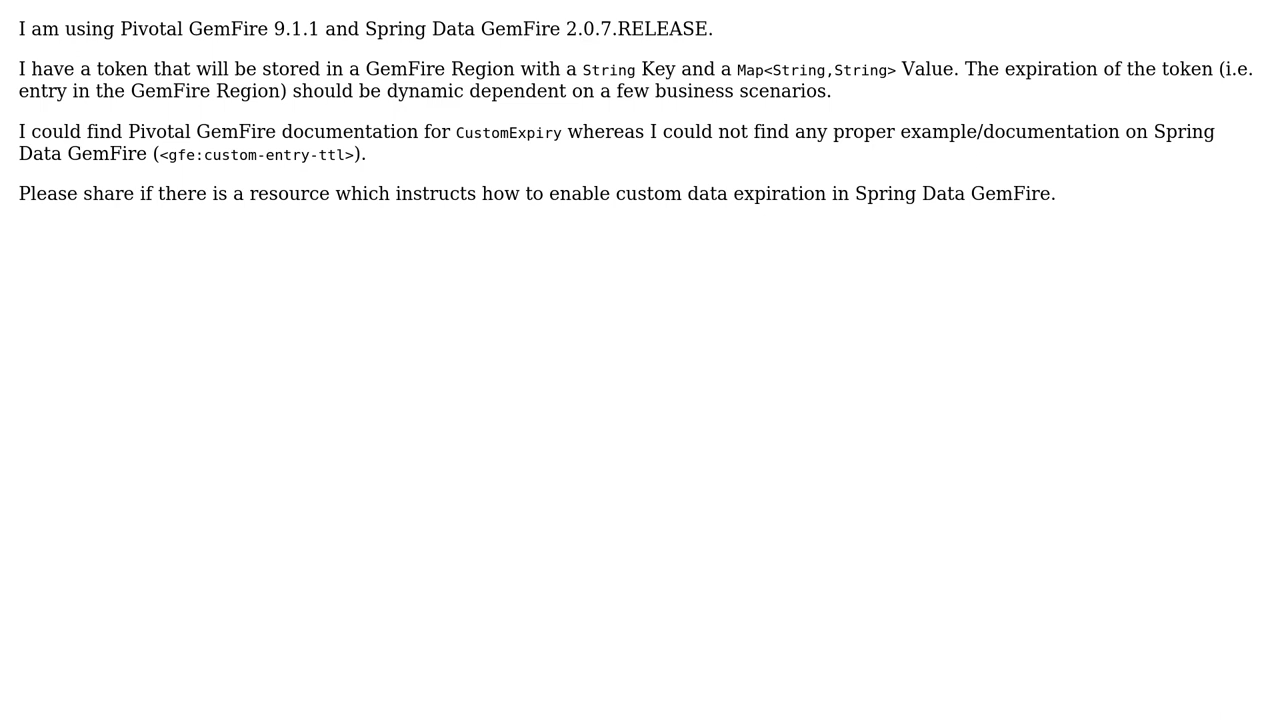 I am using Pivotal GemFire 9.1.1 and Spring Data GemFire 2.0.7.RELEASE.
I have a token that will be stored in a GemFire Region with a String Key and a Map<String,String> Value. The expiration of the token (i.e.
entry in the GemFire Region) should be dynamic dependent on a few business scenarios.
I could find Pivotal GemFire documentation for CustomExpiry whereas I could not find any proper example/documentation on Spring
Data GemFire (<gfe:custom-entry-ttl>).
Please share if there is a resource which instructs how to enable custom data expiration in Spring Data GemFire.